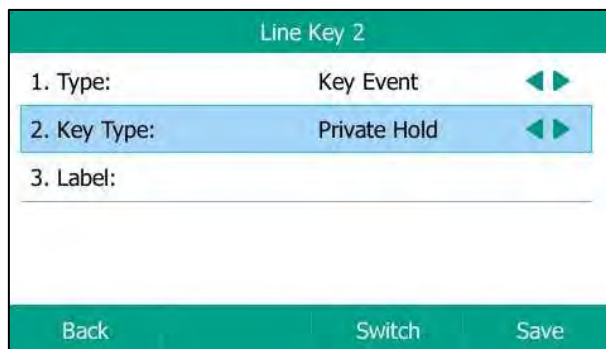 Line Key 2
1. Type: Key Event
2. Key Type: Private Hold
3. Label:
Back Switch Save